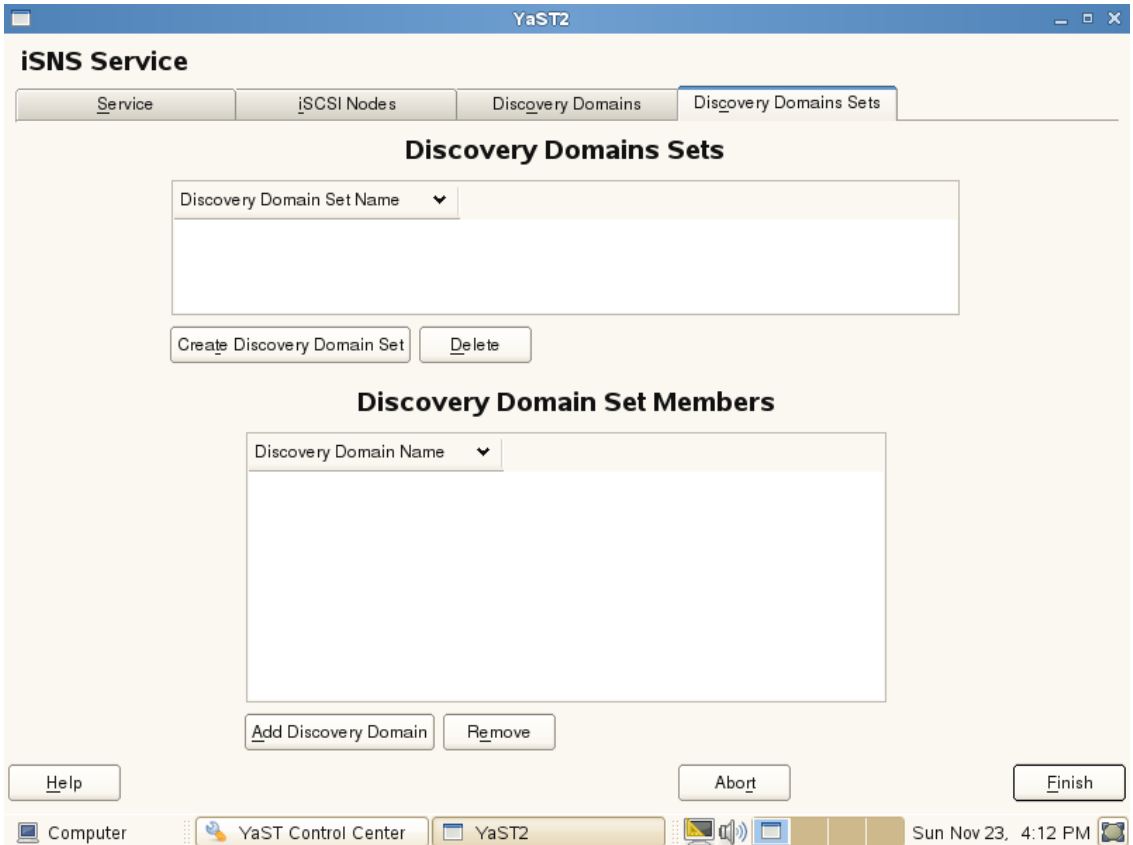 YaST2
iSNS Service
Service iSCSI Nodes Discovery Domains Discovery Domains Sets
Discovery Domains Sets
Discovery Domain Set Name
Create Discovery Domain Set Delete
Discovery Domain Set Members
Discovery Domain Name
Add Discovery Domain Remove
Help Abort Finish
Computer YaST Control Center YaST2 Sun Nov 23, 4:12 PM